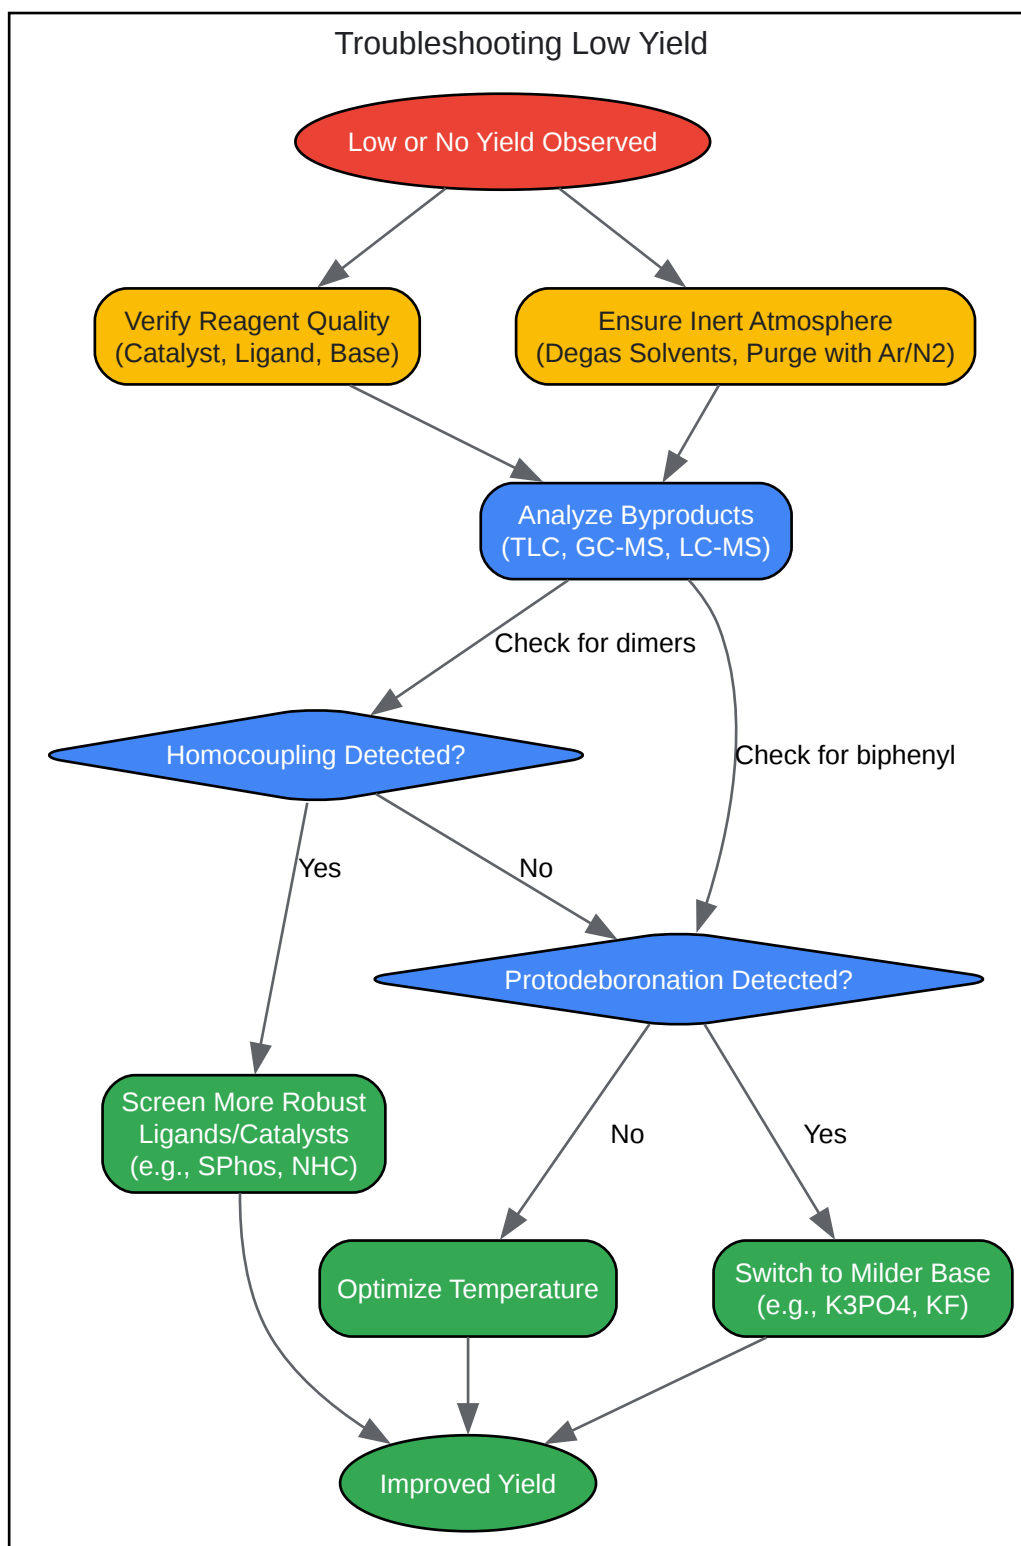 Troubleshooting Low Yield
Low or No Yield Observed
Verify Reagent Quality
(Catalyst, Ligand, Base)
Ensure Inert Atmosphere
(Degas Solvents, Purge with Ar/N2)
Analyze Byproducts
(TLC, GC-MS, LC-MS)
Check for dimers
Homocoupling Detected?
Check for biphenyl
Yes
No
Protodeboronation Detected?
Screen More Robust
Ligands/Catalysts
(e.g., SPhos, NHC)
No
Yes
Optimize Temperature
Switch to Milder Base
(e.g., K3PO4, KF)
Improved Yield